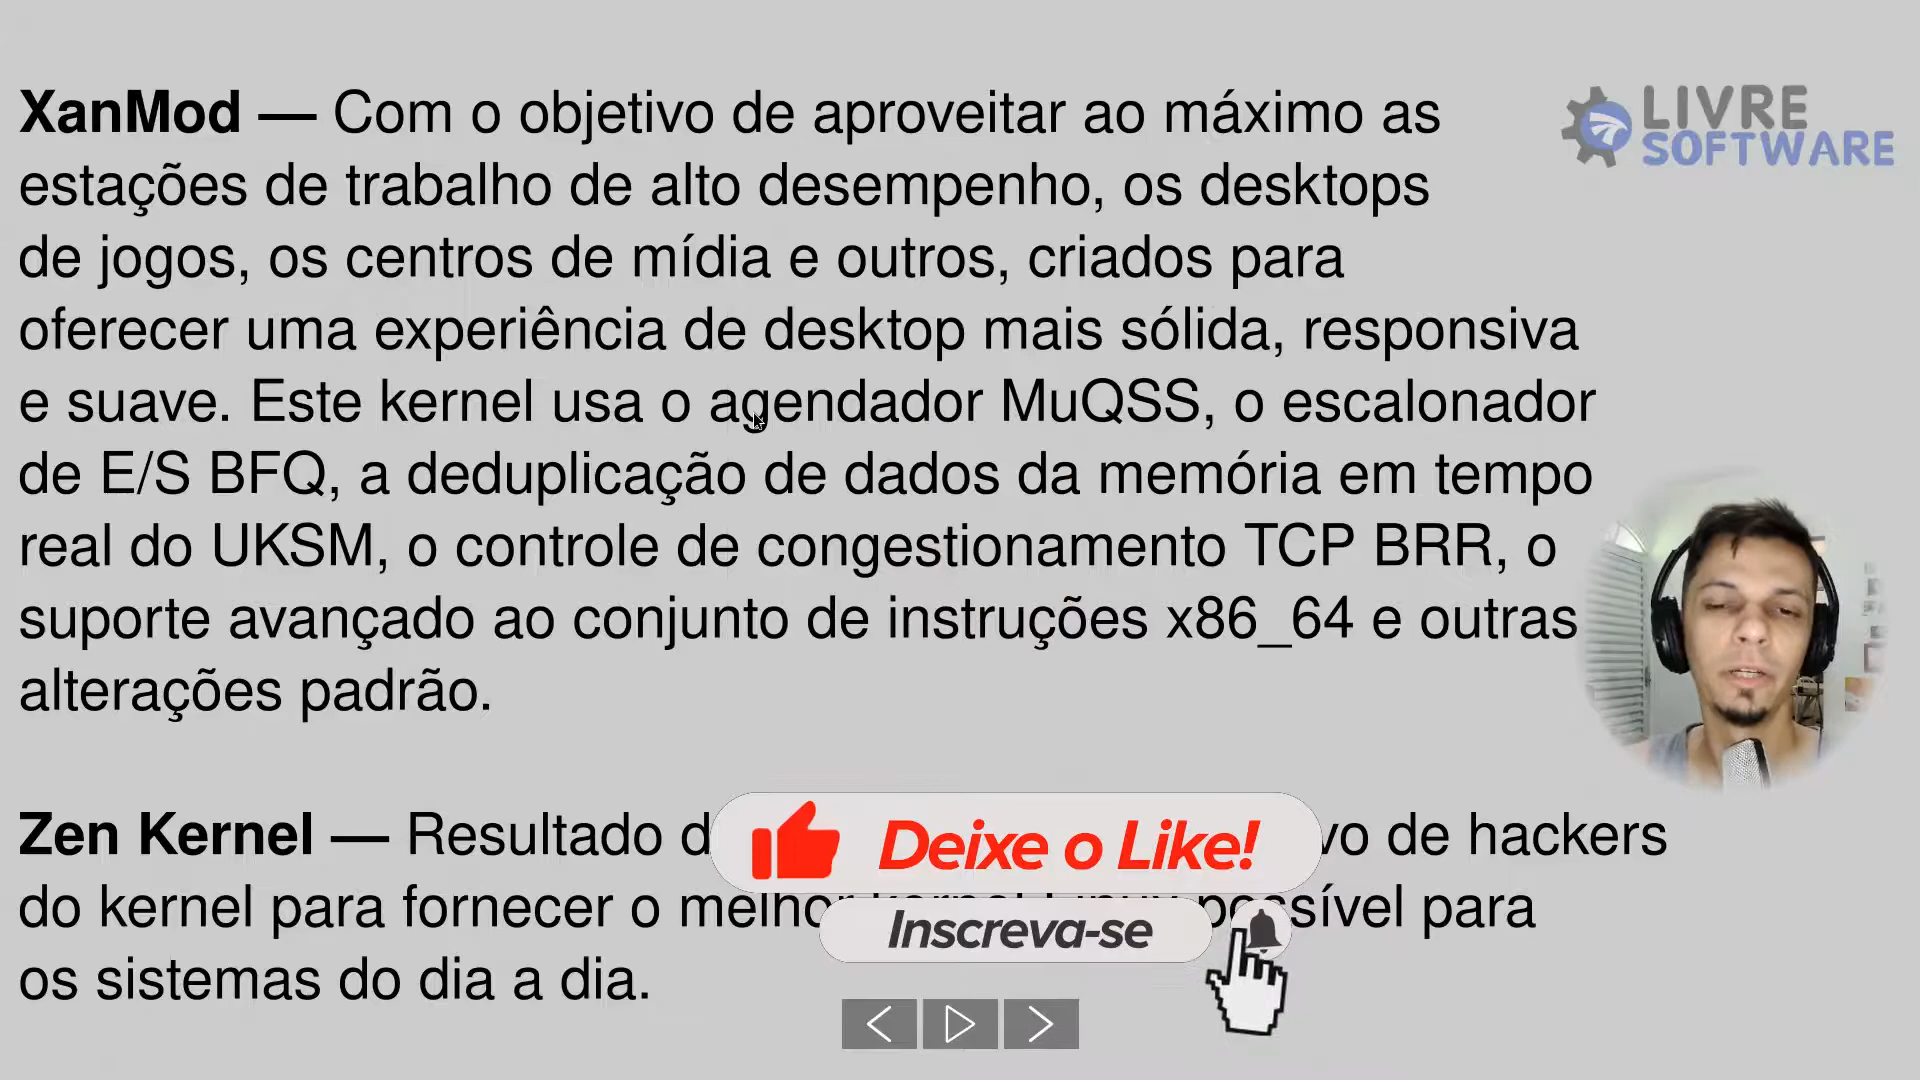 XanMod — Com o objetivo de aproveitar ao máximo as
estações de trabalho de alto desempenho, os desktops
de jogos, os centros de mídia e outros, criados para
oferecer uma experiência de desktop mais sólida, responsiva
e suave. Este kernel usa o agendador MuQSS, o escalonador
de E/S BFQ, a deduplicação de dados da memória em tempo
real do UKSM, o controle de congestionamento TCP BRR, o
suporte avançado ao conjunto de instruções x86_64 e outras
alterações padrão.
LIVRE
SOFTWARE
Zen Kernel — Resultado de hackers
do kernel para fornecer o melhor kernel Linux possível para
os sistemas do dia a dia.
Deixe o Like!
Inscreva-se